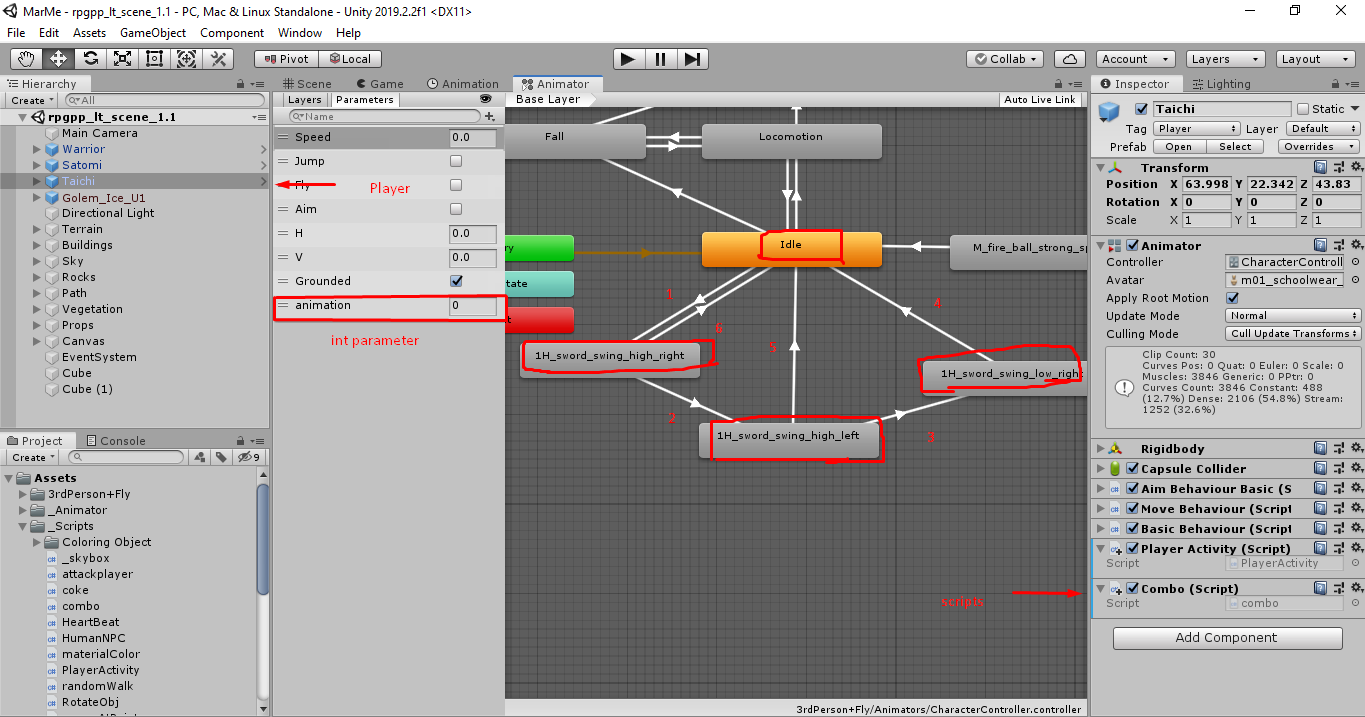 MarMe - rpgpp_lt_scene_1.1 - PC, Mac & Linux Standalone - Unity 2019.2.2f1 <DX11>
File Edit Assets GameObject Component Window Help
Pivot Local Collab Account Layers Layout
Hierarchy
Create All
rpgpp_lt_scene_1.1
Main Camera
Warrior
Satomi
Taichi
Golem_Ice_U1
Directional Light
Terrain
Buildings
Sky
Rocks
Path
Vegetation
Props
Canvas
EventSystem
Cube
Cube (1)
Project Console
Create 9
Assets
3rdPerson+Fly
_Animator
_Scripts
Coloring Object
_skybox
attackplayer
coke
combo
HeartBeat
HumanNPC
materialColor
PlayerActivity
randomWalk
RotateObj
Scene Game Animation Animator
Layers Parameters
Base Layer Auto Live Link
Name
Speed 0.0
Jump
Fly
Player
Aim
H 0.0
V 0.0
Grounded
animation 0
int parameter
Fall
Locomotion
Idle
M_fire_ball_strong_sp
ry
tate
t
1
6
5
4
1H_sword_swing_high_right
1H_sword_swing_low_right
2
1H_sword_swing_high_left
3
scripts
3rdPerson+Fly/Animators/CharacterController.controller
Inspector Lighting
Taichi Static
Tag Player Layer Default
Prefab Open Select Overrides
Transform
Position X 63.998 Y 22.342 Z 43.83
Rotation X 0 Y 0 Z 0
Scale X 1 Y 1 Z 1
Animator
Controller CharacterControll
Avatar m01_schoolwear_
Apply Root Motion
Update Mode Normal
Culling Mode Cull Update Transforms
Clip Count: 30
Curves Pos: 0 Quat: 0 Euler: 0 Scale: 0
Muscles: 3846 Generic: 0 PPtr: 0
Curves Count: 3846 Constant: 488
(12.7%) Dense: 2106 (54.8%) Stream:
1252 (32.6%)
Rigidbody
Capsule Collider
Aim Behaviour Basic (S
Move Behaviour (Script
Basic Behaviour (Script
Player Activity (Script)
Script PlayerActivity
Combo (Script)
Script combo
Add Component